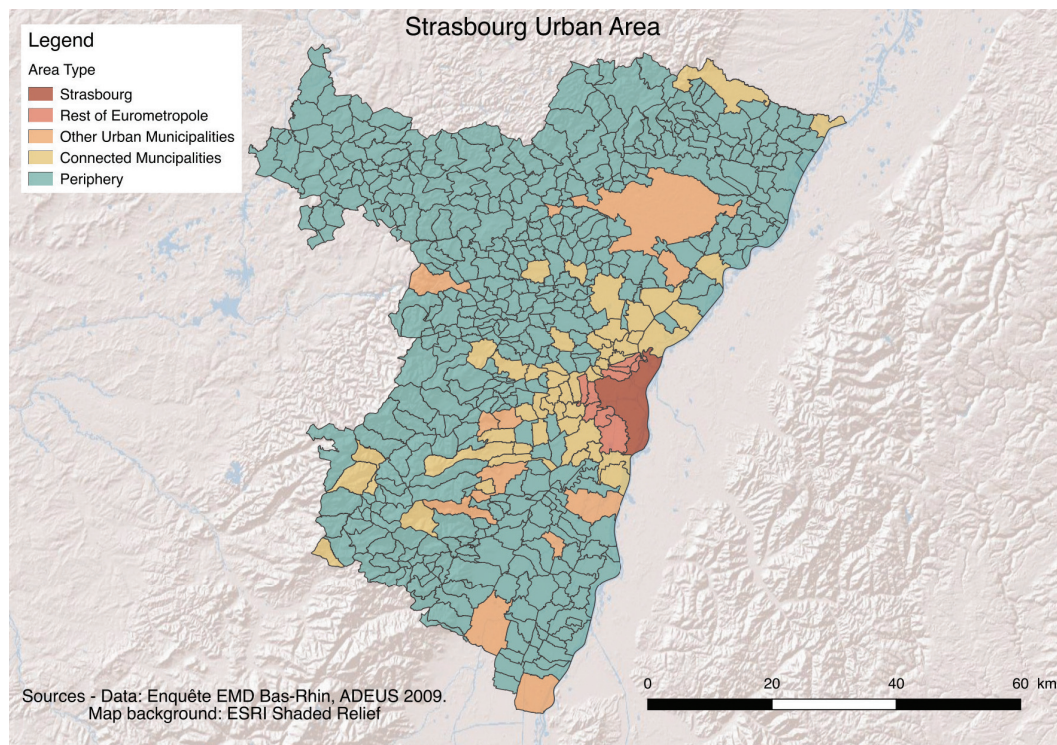 Strasbourg Urban Area
Legend
Area Type
Strasbourg
Rest of Eurometropole
Other Urban Municipalities
Connected Muncipalities
Periphery
Sources - Data: Enquête EMD Bas-Rhin, ADEUS 2009.
Map background: ESRI Shaded Relief
0 20 40 60 km